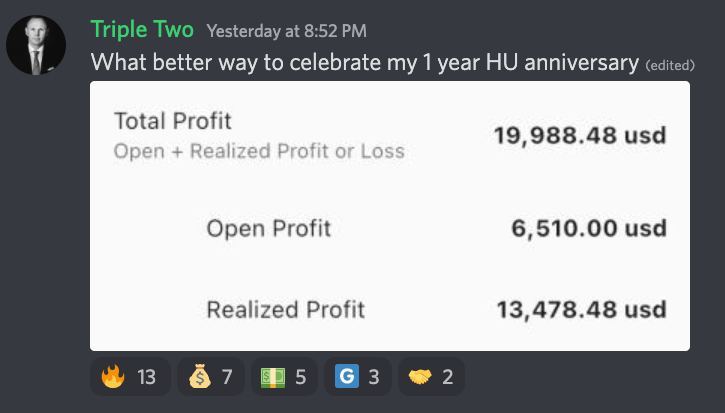 Triple Two Yesterday at 8:52 PM
What better way to celebrate my 1 year HU anniversary (edited)
Total Profit 19,988.48 usd
Open + Realized Profit or Loss
Open Profit 6,510.00 usd
Realized Profit 13,478.48 usd
13 7 5 G 3 2